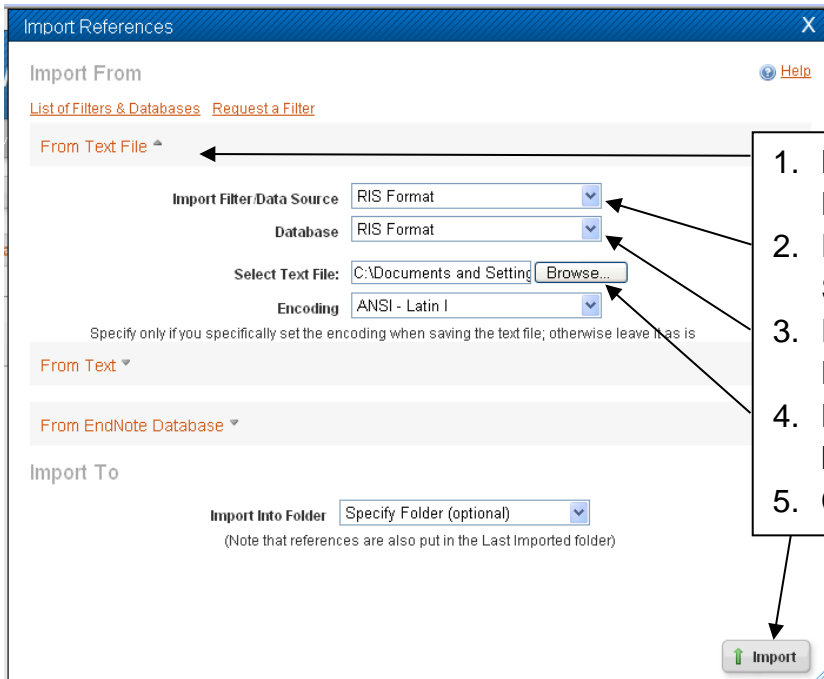 Import References X
Import From
Help
List of Filters & Databases Request a Filter
From Text File
Import Filter/Data Source RIS Format
Database RIS Format
Select Text File: C:\Documents and Setting Browse...
Encoding ANSI - Latin I
Specify only if you specifically set the encoding when saving the text file; otherwise leave it as is
From Text
From EndNote Database
Import To
Import Into Folder Specify Folder (optional)
(Note that references are also put in the Last Imported folder)
Import
1.
2.
3.
4.
5.